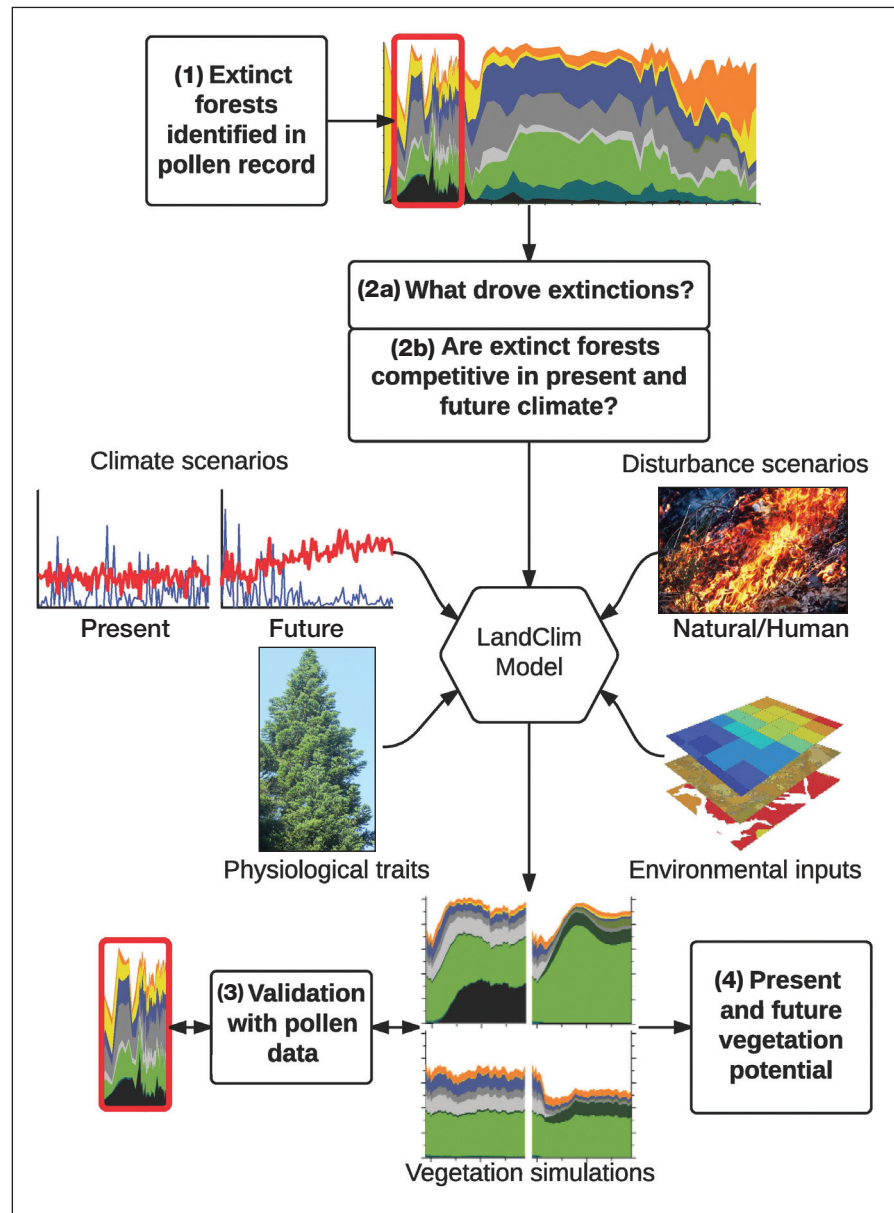 (1) Extinct
forests
identified in
pollen record
(2a) What drove extinctions?
(2b) Are extinct forests
competitive in present and
future climate?
Climate scenarios
Disturbance scenarios
Present
Future
Natural/Human
LandClim
Model
Physiological traits
Environmental inputs
(3) Validation
with pollen
data
(4) Present
and future
vegetation
potential
Vegetation simulations